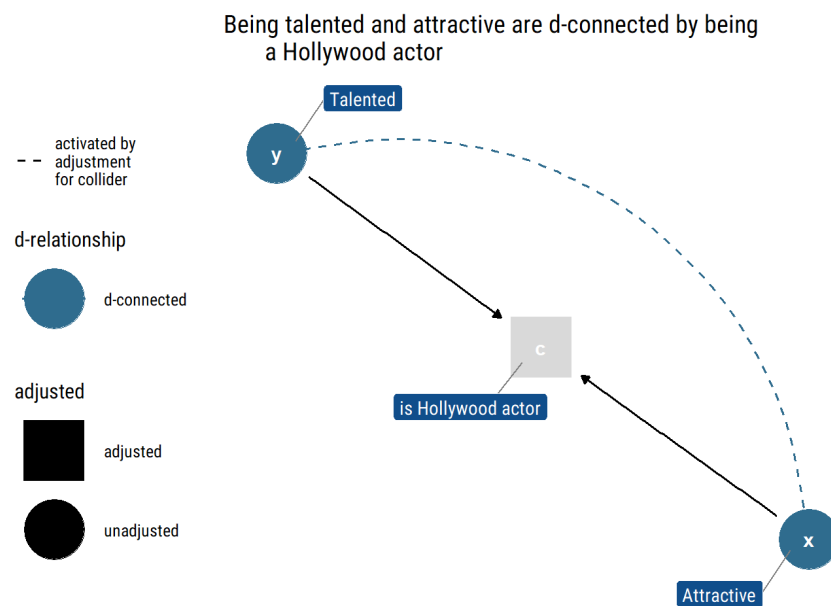 Being talented and attractive are d-connected by being
a Hollywood actor
Talented
y
activated by
adjustment
for collider
d-relationship
d-connected
c
is Hollywood actor
adjusted
adjusted
unadjusted
x
Attractive